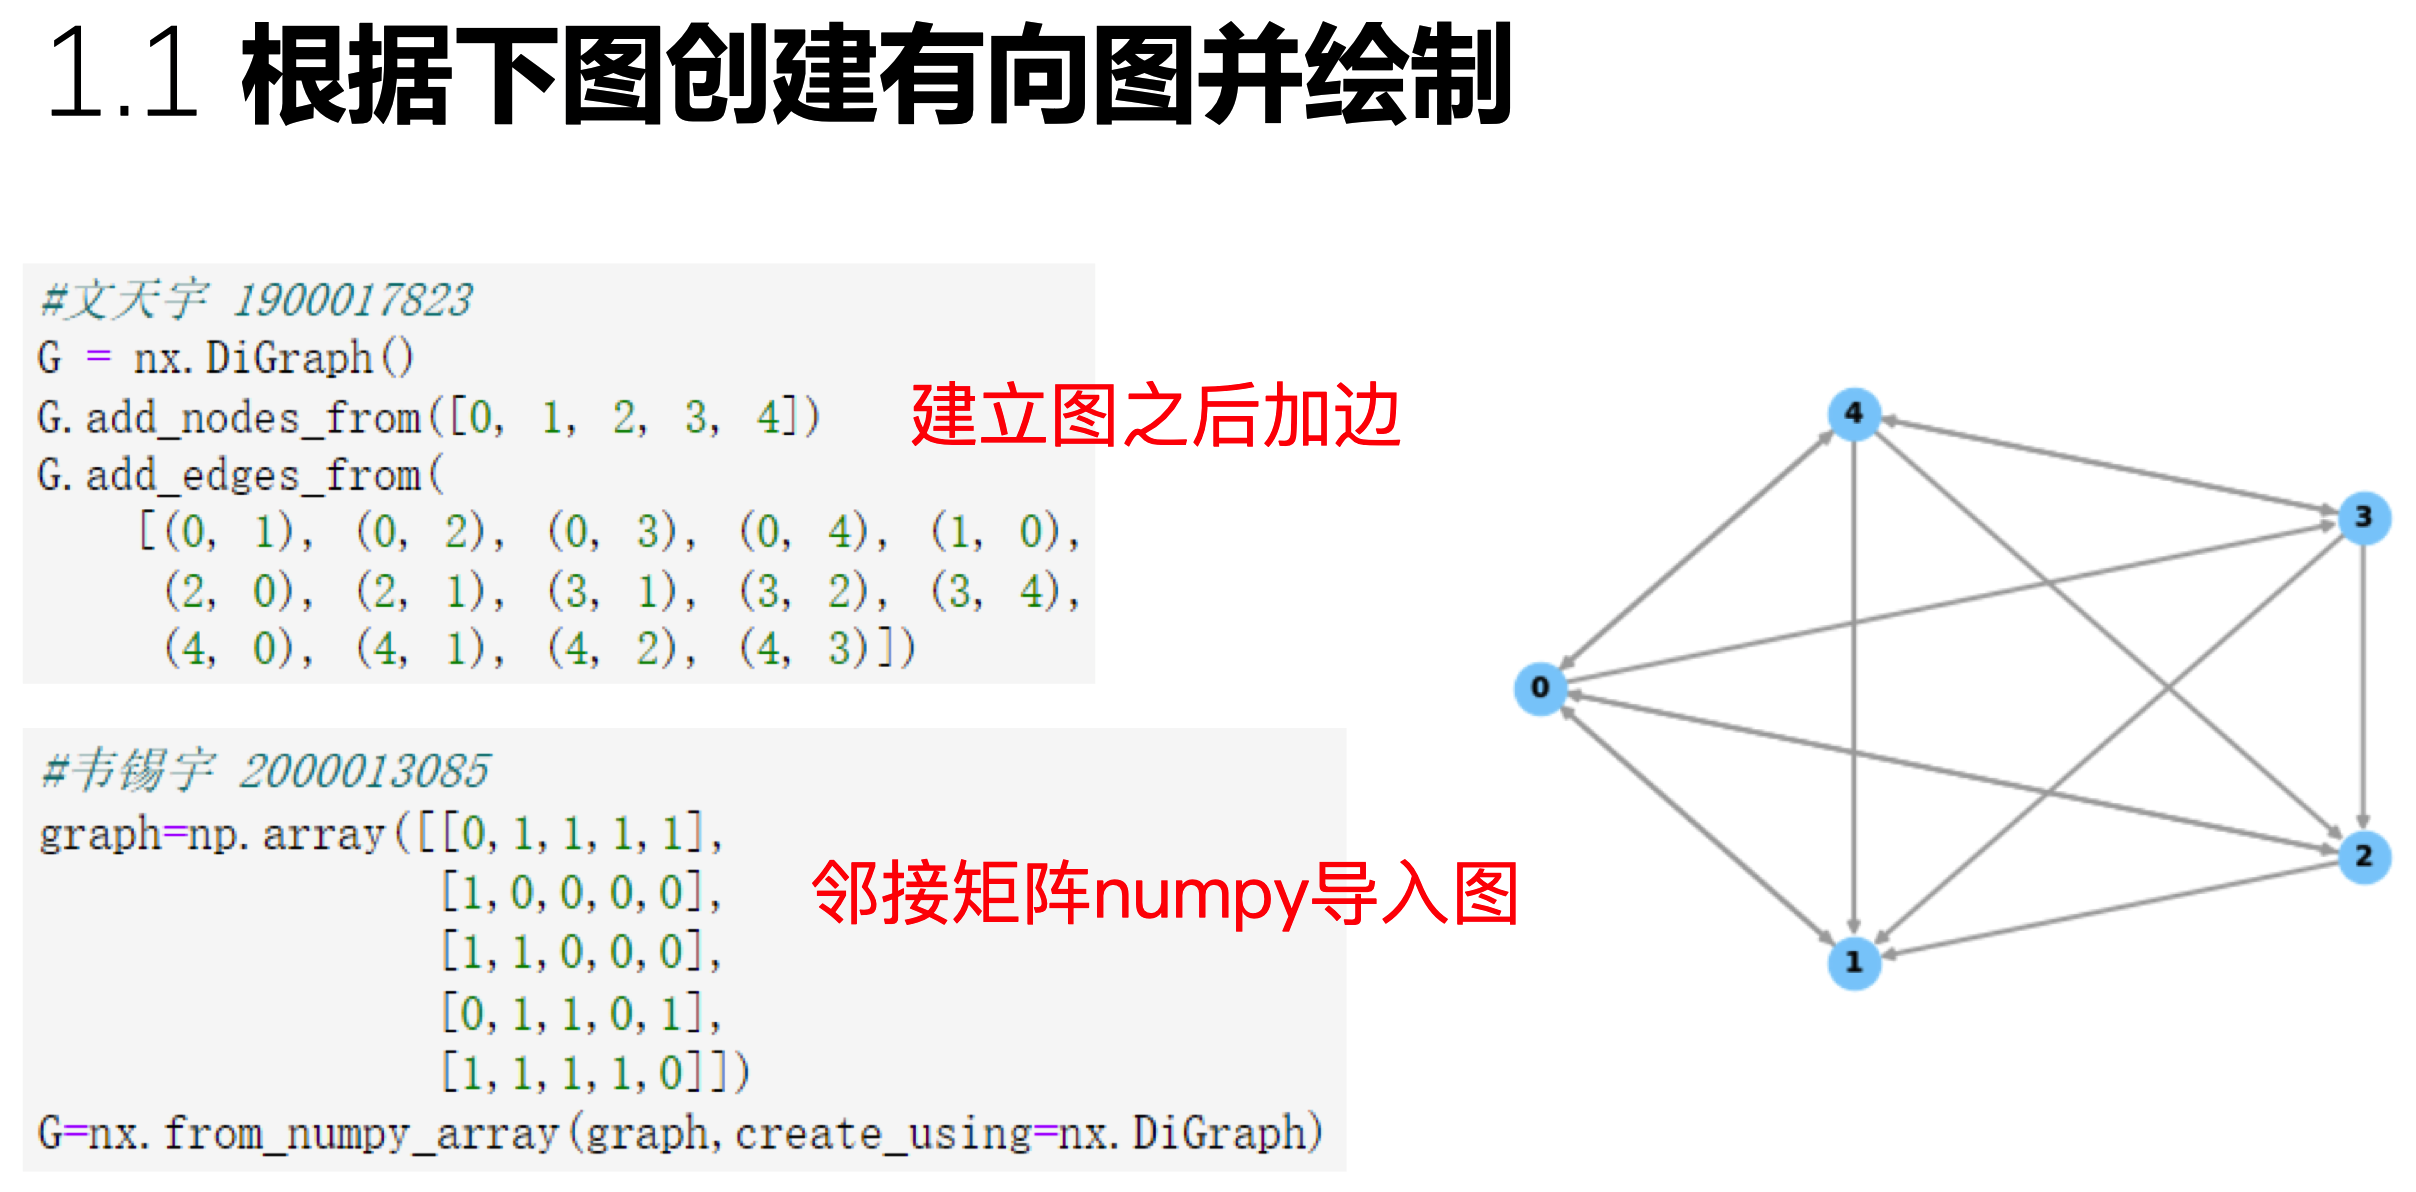 1.1 根据下图创建有向图并绘制
#文天宇 1900017823
G = nx.DiGraph()
G.add_nodes_from([0, 1, 2, 3, 4])
G.add_edges_from(
[(0, 1), (0, 2), (0, 3), (0, 4), (1, 0),
(2, 0), (2, 1), (3, 1), (3, 2), (3, 4),
(4, 0), (4, 1), (4, 2), (4, 3)])
建立图之后加边
#韦锡宇 2000013085
graph=np.array([[0,1,1,1,1],
[1,0,0,0,0],
[1,1,0,0,0],
[0,1,1,0,1],
[1,1,1,1,0]])
G=nx.from_numpy_array(graph,create_using=nx.DiGraph)
邻接矩阵numpy导入图
4
3
0
2
1